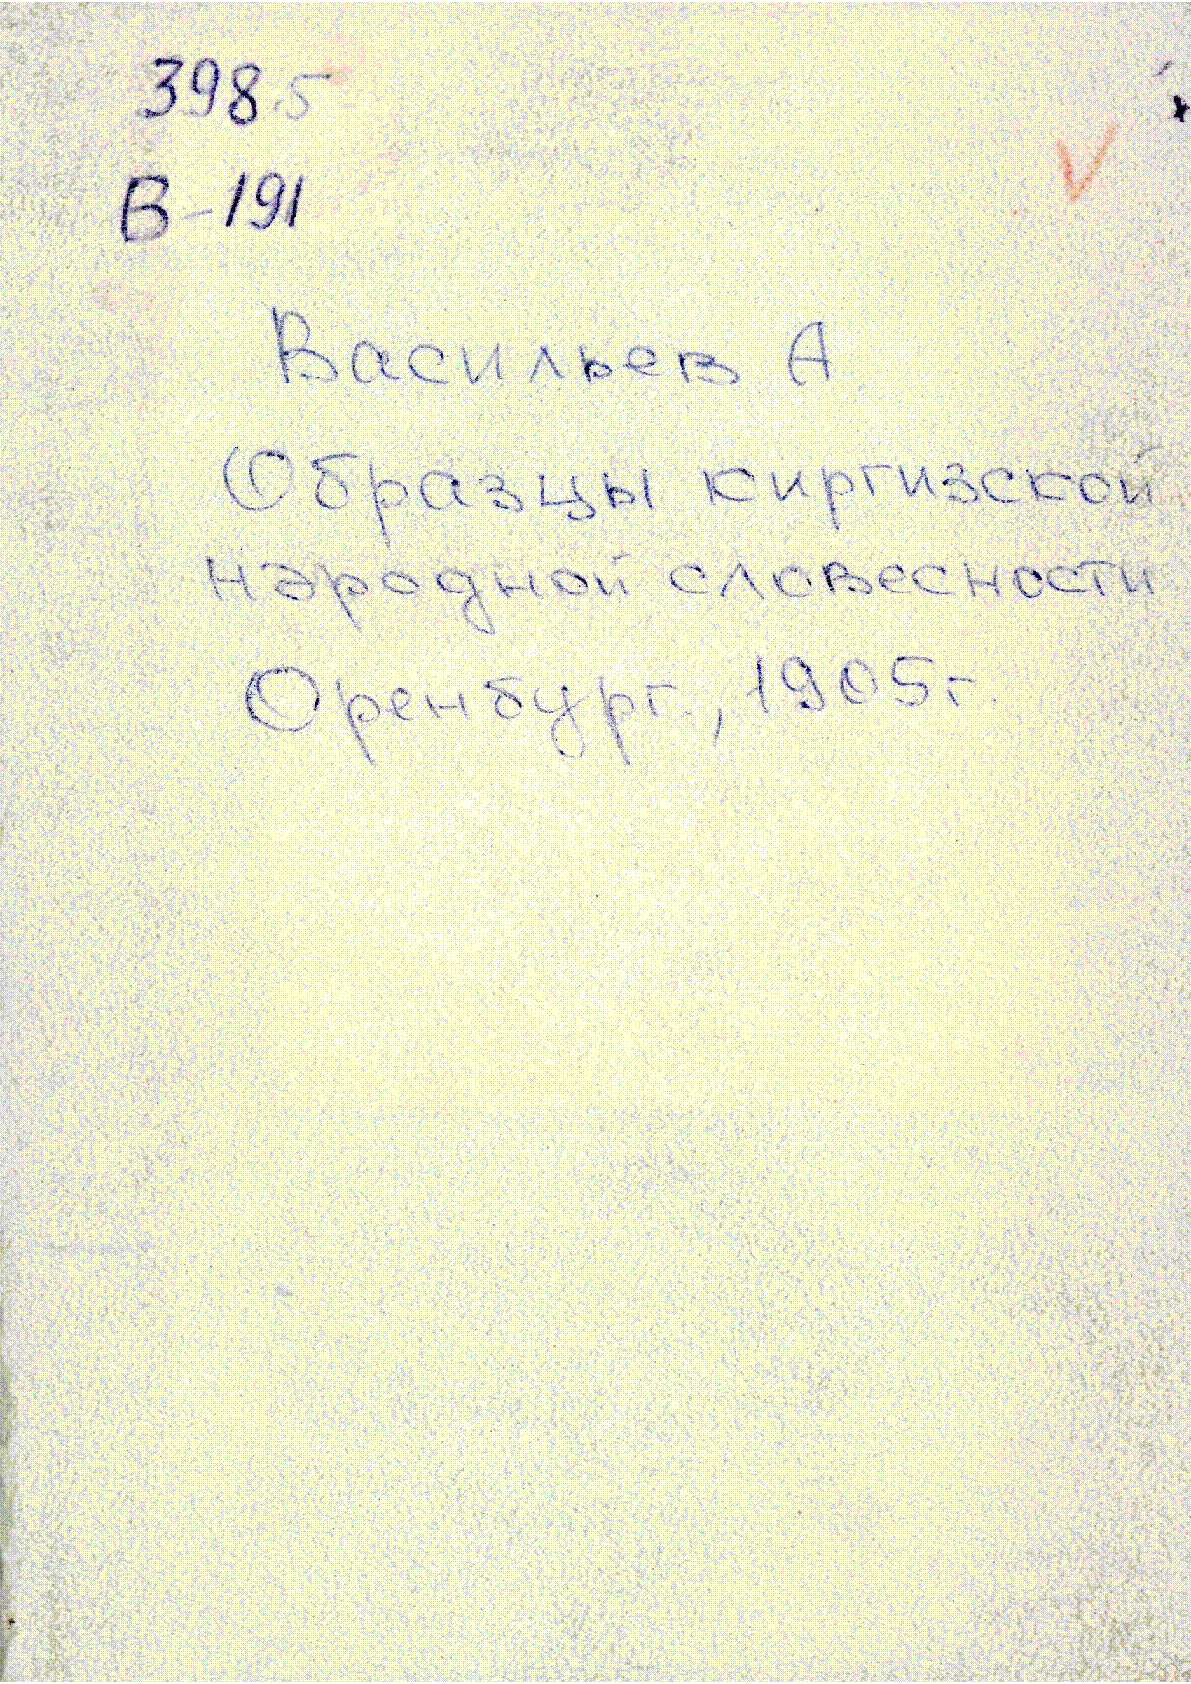 398.5
В-191
Васильев А
Образцы киргизской
народной словесности
Оренбург., 1905г